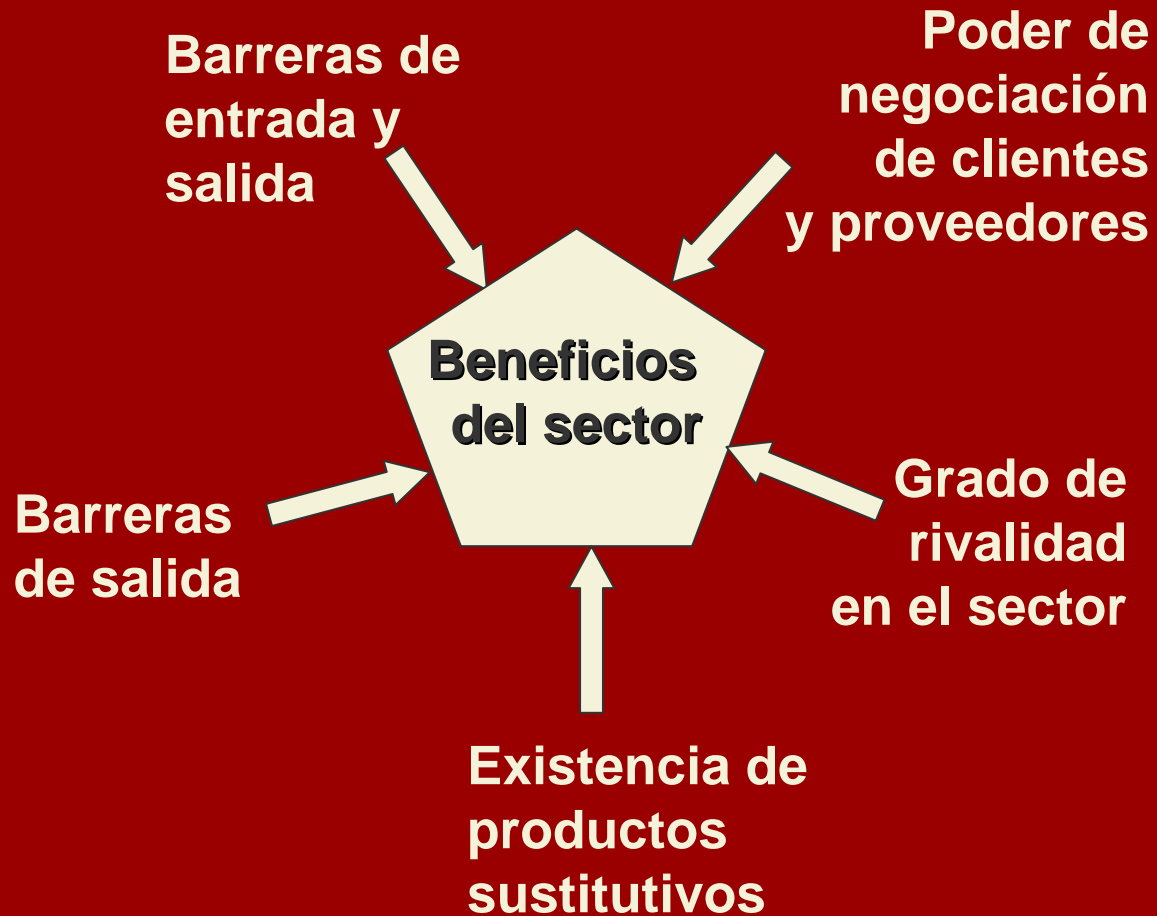 Barreras de
entrada y
salida
Poder de
negociación
de clientes
y proveedores
Beneficios
del sector
Barreras
de salida
Grado de
rivalidad
en el sector
Existencia de
productos
sustitutivos